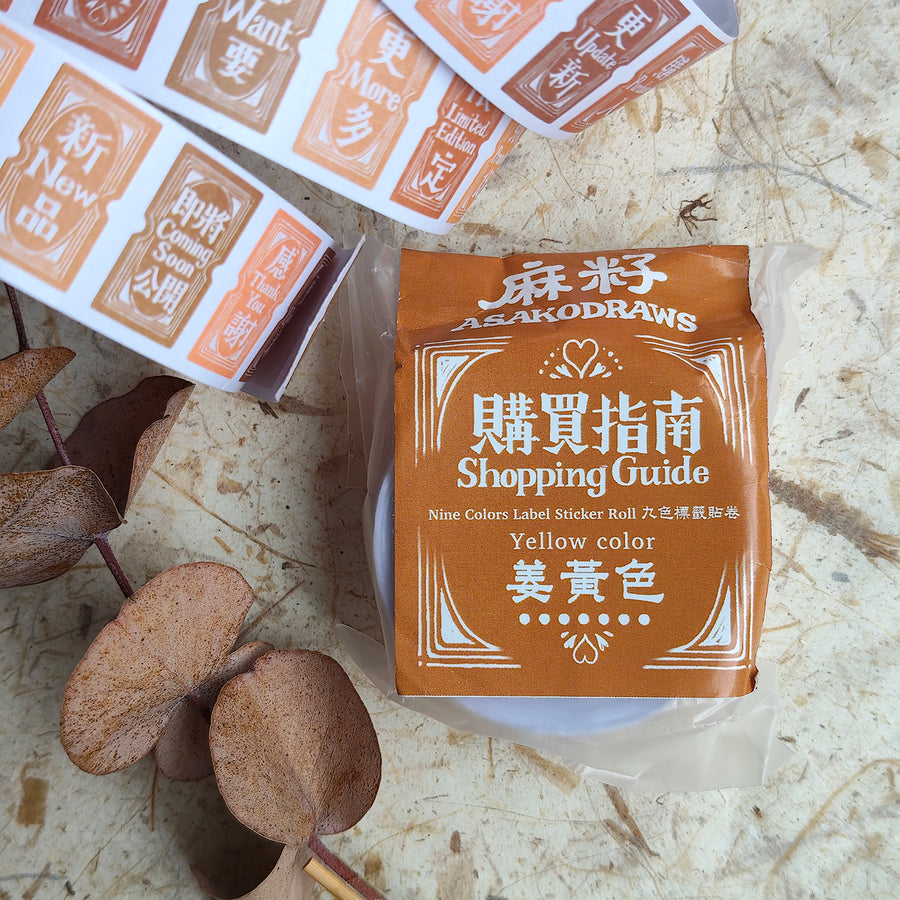 Want
要
更
More
多
Limited
Edition
定
謝
更
Update
新
新
New
品
即將
Coming
Soon
公開
感
Thank
You
謝
麻籽
ASAKODRAWS
購買指南
Shopping Guide
Nine Colors Label Sticker Roll 九色標籤貼卷
Yellow color
姜黃色